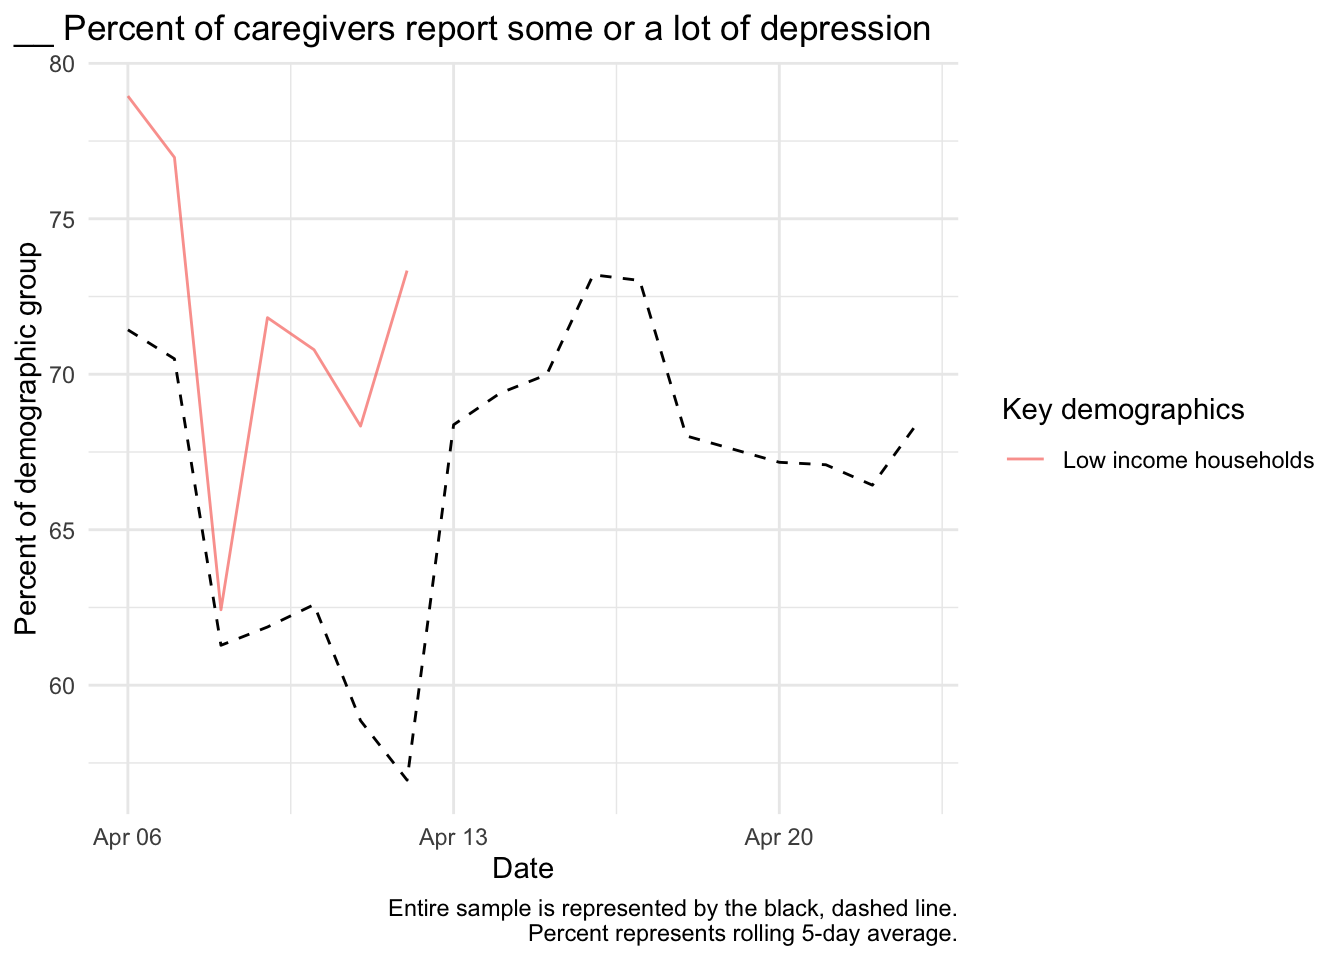 __ Percent of caregivers report some or a lot of depression
80
75
70
65
60
Percent of demographic group
Apr 06
Apr 13
Apr 20
Date
Key demographics
Low income households
Entire sample is represented by the black, dashed line.
Percent represents rolling 5-day average.